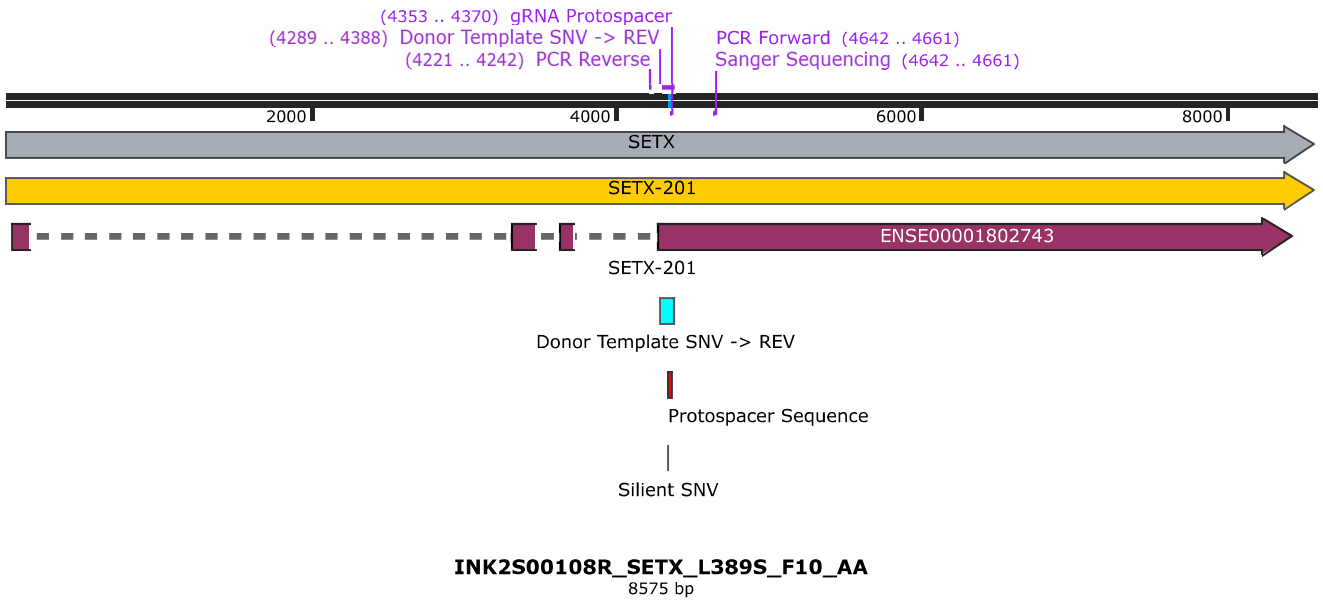 (4353 .. 4370) gRNA Protospacer
(4289 .. 4388) Donor Template SNV -> REV
PCR Forward (4642 .. 4661)
(4221 .. 4242) PCR Reverse
Sanger Sequencing (4642 .. 4661)
2000
4000
6000
8000
SETX
SETX-201
ENSE00001802743
SETX-201
Donor Template SNV -> REV
Protospacer Sequence
Silient SNV
INK2S00108R_SETX_L389S_F10_AA
8575 bp